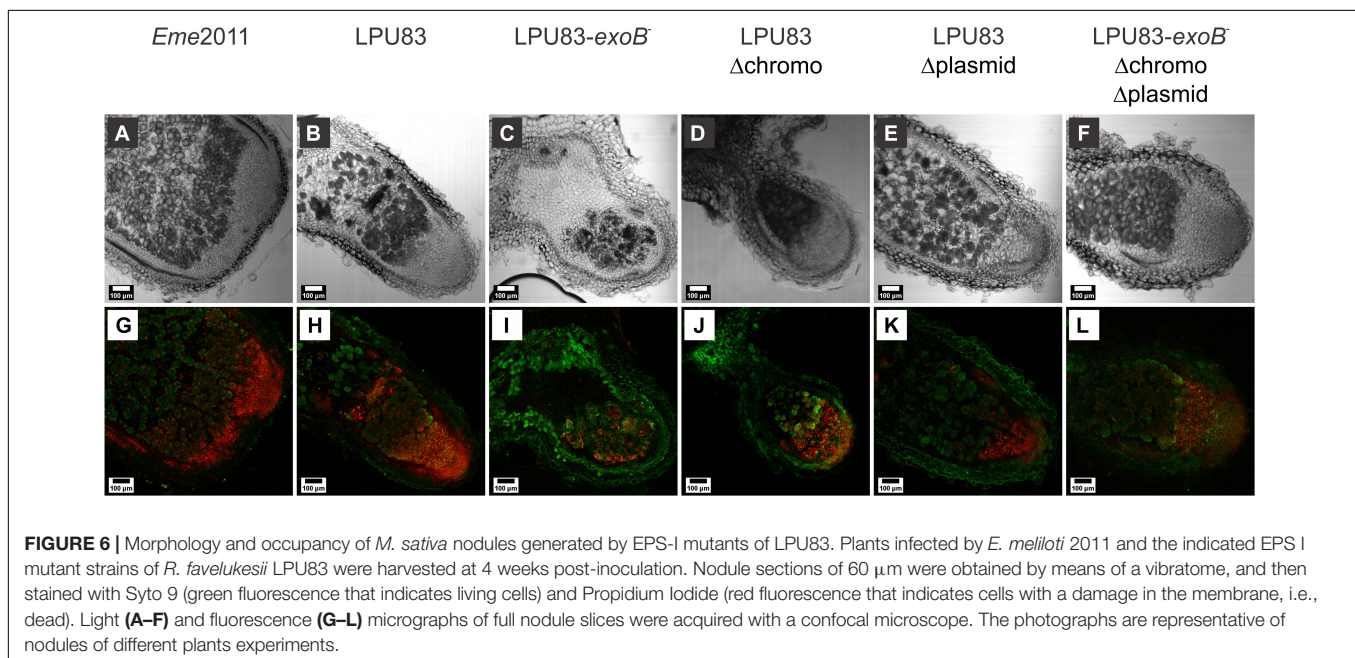 Eme2011 LPU83 LPU83-exoB⁻ LPU83 LPU83 LPU83-exoB⁻
Δchromo Δplasmid Δchromo
Δplasmid
A B C D E F
100 µm 100 µm 100 µm 100 µm 100 µm 100 µm
G H I J K L
100 µm 100 µm 100 µm 100 µm 100 µm 100 µm
FIGURE 6 | Morphology and occupancy of M. sativa nodules generated by EPS-I mutants of LPU83. Plants infected by E. meliloti 2011 and the indicated EPS I
mutant strains of R. favelukesii LPU83 were harvested at 4 weeks post-inoculation. Nodule sections of 60 µm were obtained by means of a vibratome, and then
stained with Syto 9 (green fluorescence that indicates living cells) and Propidium Iodide (red fluorescence that indicates cells with a damage in the membrane, i.e.,
dead). Light (A–F) and fluorescence (G–L) micrographs of full nodule slices were acquired with a confocal microscope. The photographs are representative of
nodules of different plants experiments.